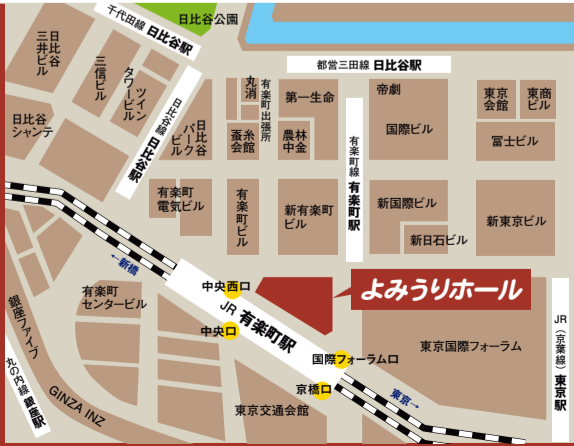 千代田線 日比谷駅
日比谷公園
日比谷
三井ビル
三信ビル
ツイン
タワービル
日比谷
シャンテ
日比谷線 日比谷駅
日比谷
パーク
ビル
丸消
有楽町出張所
蚕糸
会館
都営三田線 日比谷駅
第一生命
農林
中金
帝劇
国際ビル
東京
会館
東商
ビル
冨士ビル
有楽町線 有楽町駅
有楽町
電気ビル
有楽町ビル
新有楽町
ビル
新国際ビル
新日石ビル
新東京ビル
←新橋
中央西口
JR 有楽町駅
中央口
よみうりホール
有楽町
センタービル
国際フォーラム口
京橋口
東京国際フォーラム
東京→
JR（京葉線）東京駅
銀座ファイブ
丸の内線 銀座駅
GINZA INZ
東京交通会館